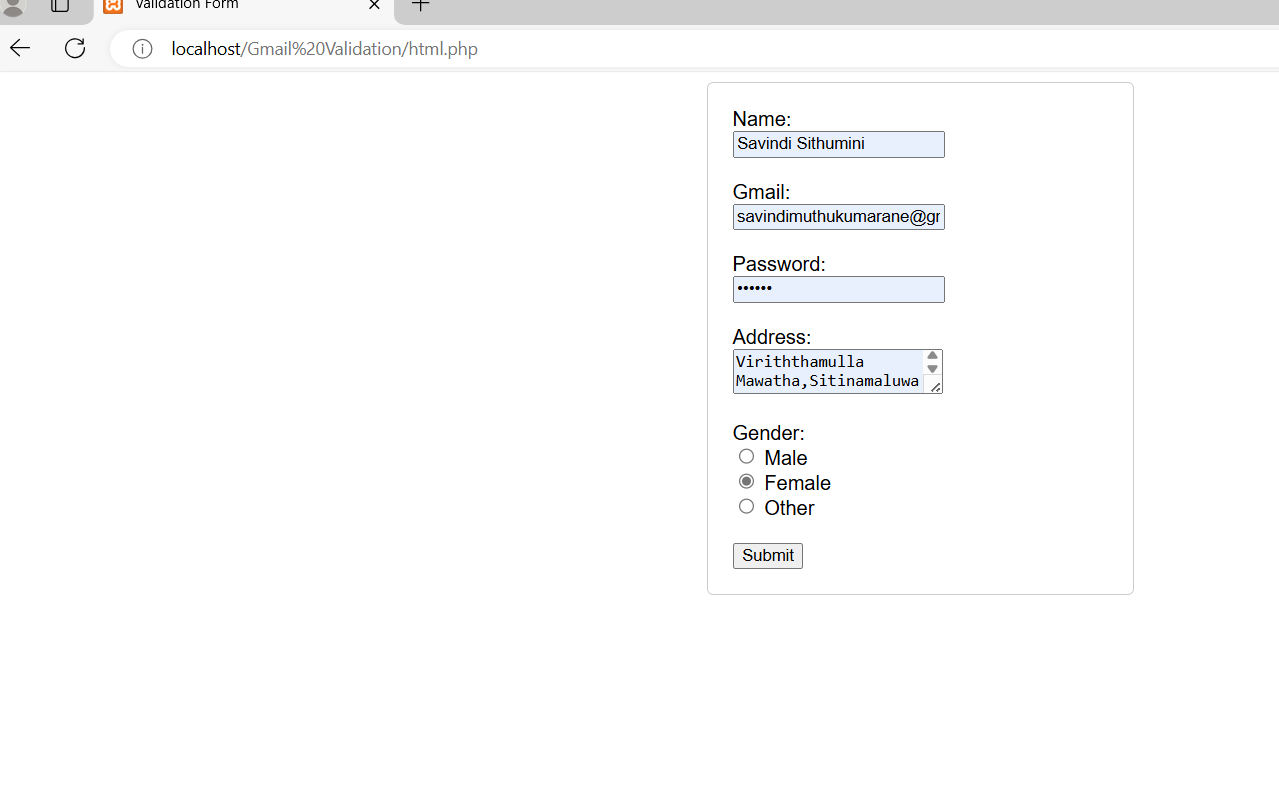 Validation Form
localhost/Gmail%20Validation/html.php
Name:
Savindi Sithumini
Gmail:
savindimuthukumarane@gr
Password:
••••••
Address:
Viriththamulla
Mawatha,Sitinamaluwa
Gender:
Male
Female
Other
Submit